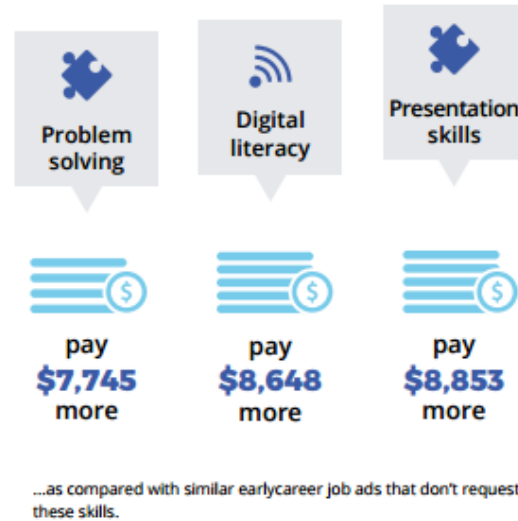 Problem
solving
Digital
literacy
Presentation
skills
$
$
$
pay
$7,745
more
pay
$8,648
more
pay
$8,853
more
...as compared with similar earlycareer job ads that don't request
these skills.